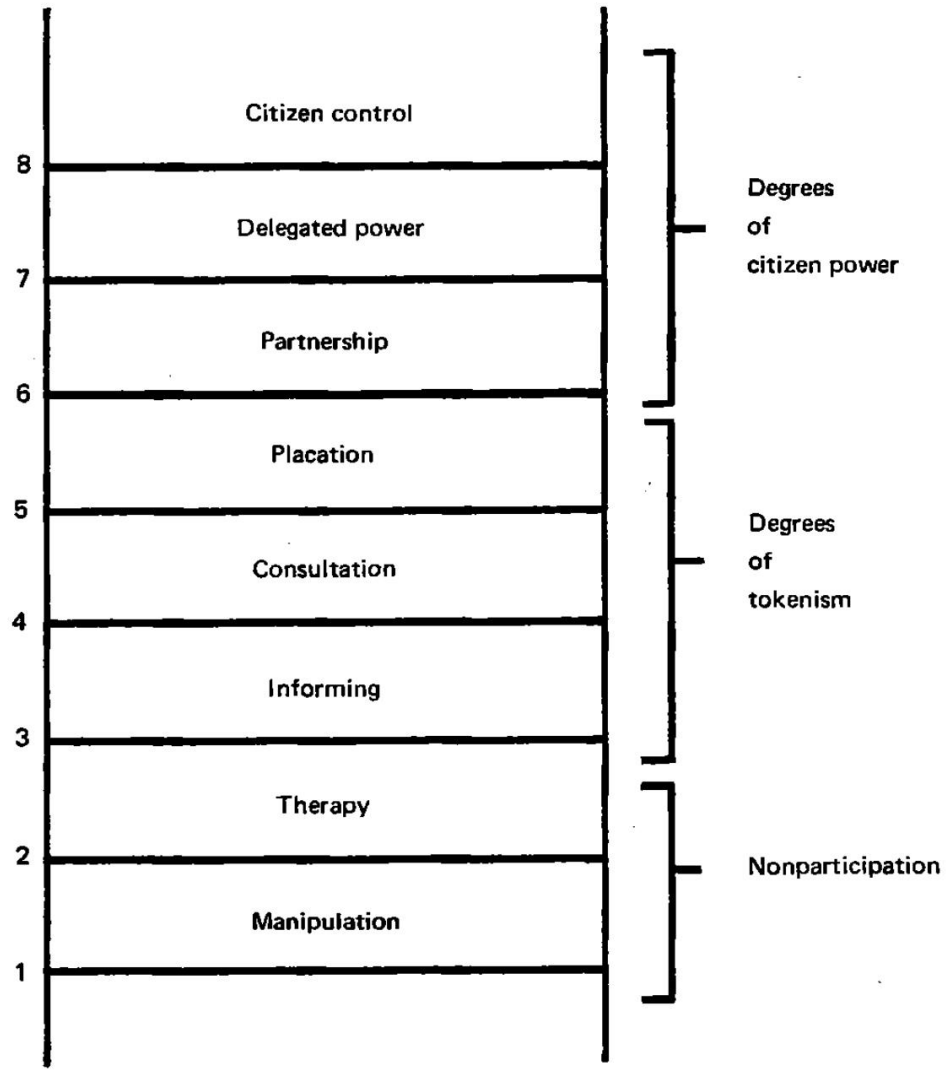 Citizen control
8
Delegated power
7
Partnership
6
Placation
5
Consultation
4
Informing
3
Therapy
2
Manipulation
1
Degrees
of
citizen power
Degrees
of
tokenism
Nonparticipation